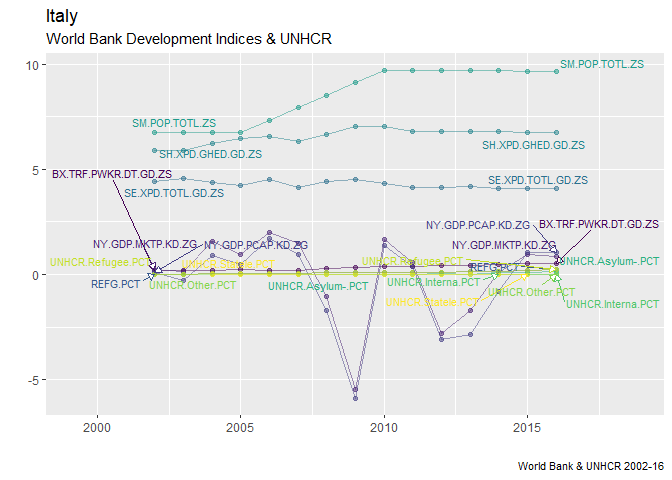 Italy
World Bank Development Indices & UNHCR
10
SM.POP.TOTL.ZS
SM.POP.TOTL.ZS
SH.XPD.GHED.GD.ZS
SH.XPD.GHED.GD.ZS
5
BX.TRF.PWKR.DT.GD.ZS
SE.XPD.TOTL.GD.ZS
SE.XPD.TOTL.GD.ZS
NY.GDP.PCAP.KD.ZG
BX.TRF.PWKR.DT.GD.ZS
NY.GDP.MKTP.KD.ZG
NY.GDP.PCAP.KD.ZG
NY.GDP.MKTP.KD.ZG
UNHCR.Refugee.PCT
UNHCR.Statele.PCT
UNHCR.Refugee.PCT
REFG.PCT
UNHCR.Asylum-.PCT
0
REFG.PCT
UNHCR.Other.PCT
UNHCR.Asylum-.PCT
UNHCR.Interna.PCT
UNHCR.Other.PCT
UNHCR.Statele.PCT
UNHCR.Interna.PCT
-5
2000
2005
2010
2015
World Bank & UNHCR 2002-16